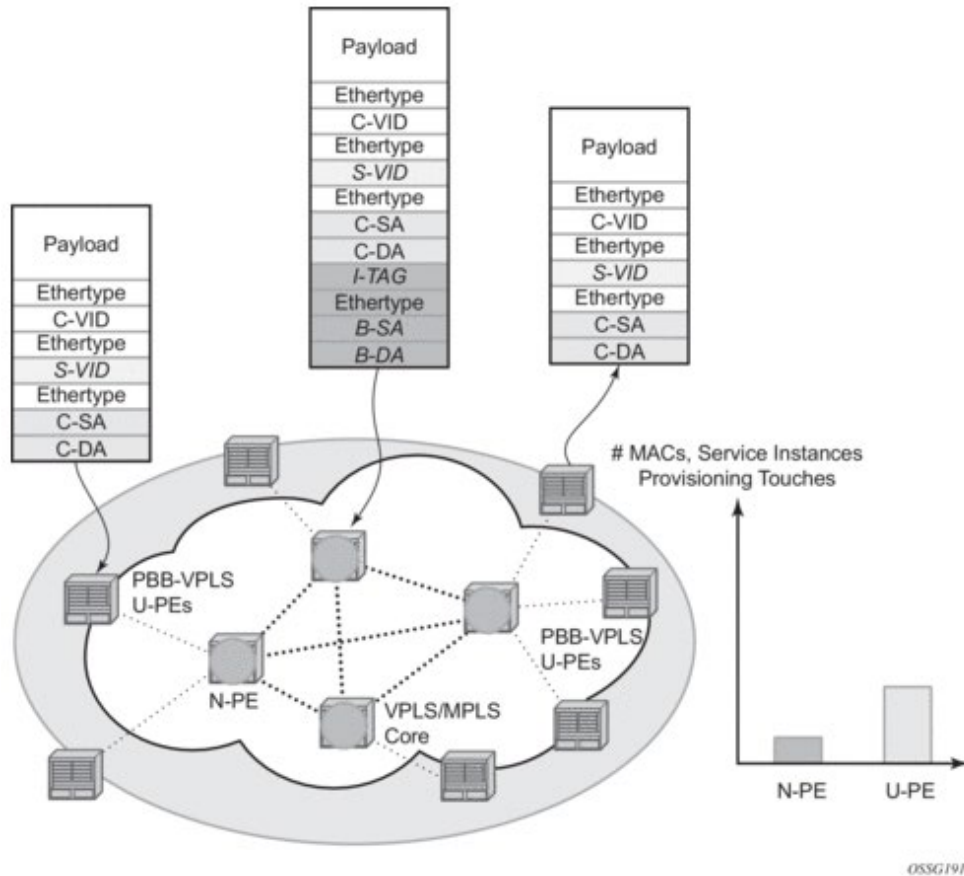 Payload
Ethertype
C-VID
Ethertype
S-VID
Ethertype
C-SA
C-DA
Payload
Ethertype
C-VID
Ethertype
S-VID
Ethertype
C-SA
C-DA
I-TAG
Ethertype
B-SA
B-DA
Payload
Ethertype
C-VID
Ethertype
S-VID
Ethertype
C-SA
C-DA
# MACs, Service Instances
Provisioning Touches
PBB-VPLS
U-PEs
N-PE
VPLS/MPLS
Core
PBB-VPLS
U-PEs
N-PE
U-PE
OSSG191